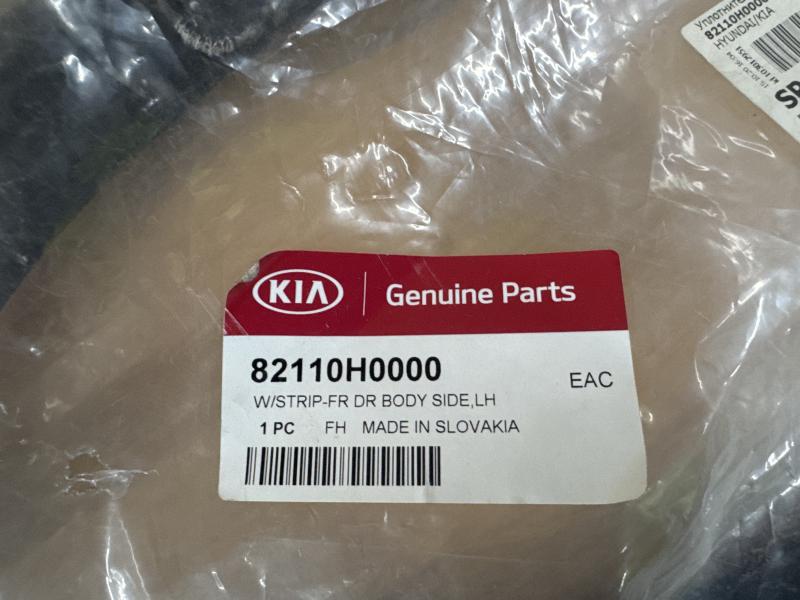 Уплотнитель
82110H0000
HYUNDAI/KIA
KIA
Genuine Parts
82110H0000
EAC
W/STRIP-FR DR BODY SIDE,LH
1 PC FH MADE IN SLOVAKIA